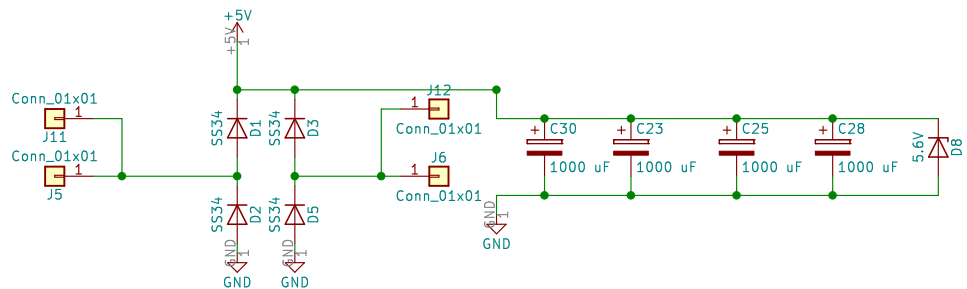 +5V
+5V
1
Conn_01x01
1
J11
Conn_01x01
1
J5
SS34
D1
SS34
D3
SS34
D2
SS34
D5
GND
1
GND
GND
1
GND
J12
1
Conn_01x01
J6
1
Conn_01x01
+ C30
1000 uF
+ C23
1000 uF
+ C25
1000 uF
+ C28
1000 uF
5.6V
D8
GND
1
GND